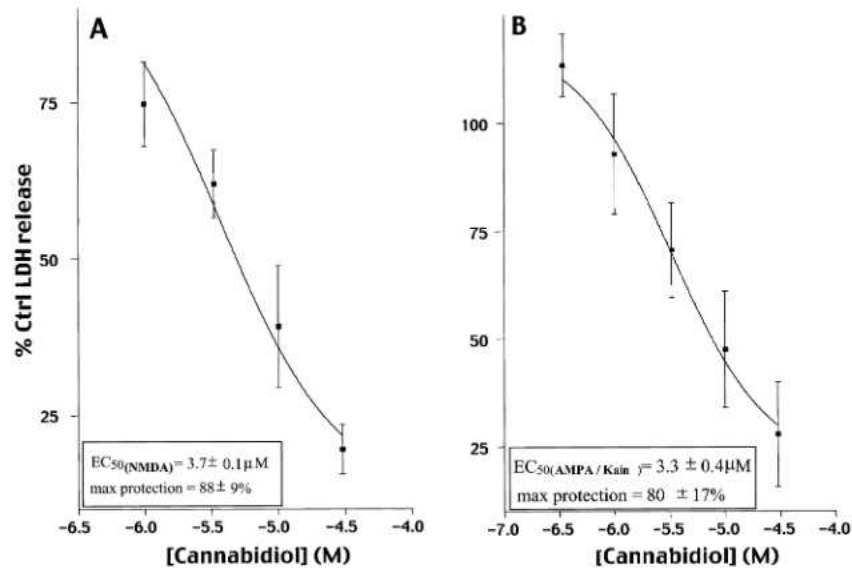 A
75
50
25
% Ctrl LDH release
EC50(NMDA) = 3.7± 0.1µM
max protection = 88± 9%
−6.5 −6.0 −5.5 −5.0 −4.5 −4.0
[Cannabidiol] (M)
B
100
75
50
25
EC50(AMPA / Kain ) = 3.3 ± 0.4µM
max protection = 80 ± 17%
−7.0 −6.5 −6.0 −5.5 −5.0 −4.5 −4.0
[Cannabidiol] (M)